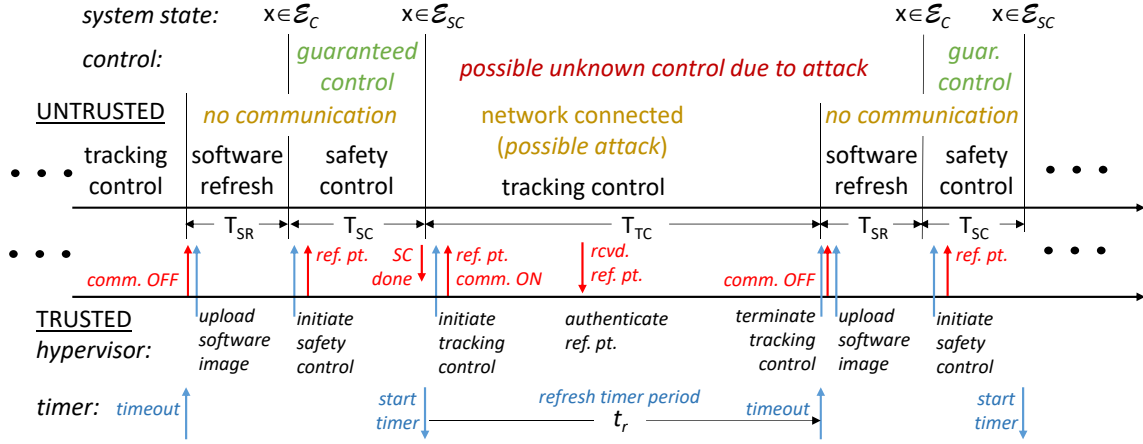 system state:
x∈ℰC
x∈ℰSC
x∈ℰC
x∈ℰSC
control:
guaranteed
control
possible unknown control due to attack
guar.
control
UNTRUSTED
no communication
network connected
(possible attack)
no communication
tracking
control
software
refresh
safety
control
tracking control
software
refresh
safety
control
• • •
• • •
TSR
TSC
TTC
TSR
TSC
• • •
• • •
comm. OFF
ref. pt.
SC
done
ref. pt.
comm. ON
rcvd.
ref. pt.
comm. OFF
ref. pt.
TRUSTED
hypervisor:
upload
software
image
initiate
safety
control
initiate
tracking
control
authenticate
ref. pt.
terminate
tracking
control
upload
software
image
initiate
safety
control
timer:
timeout
start
timer
refresh timer period
tr
timeout
start
timer